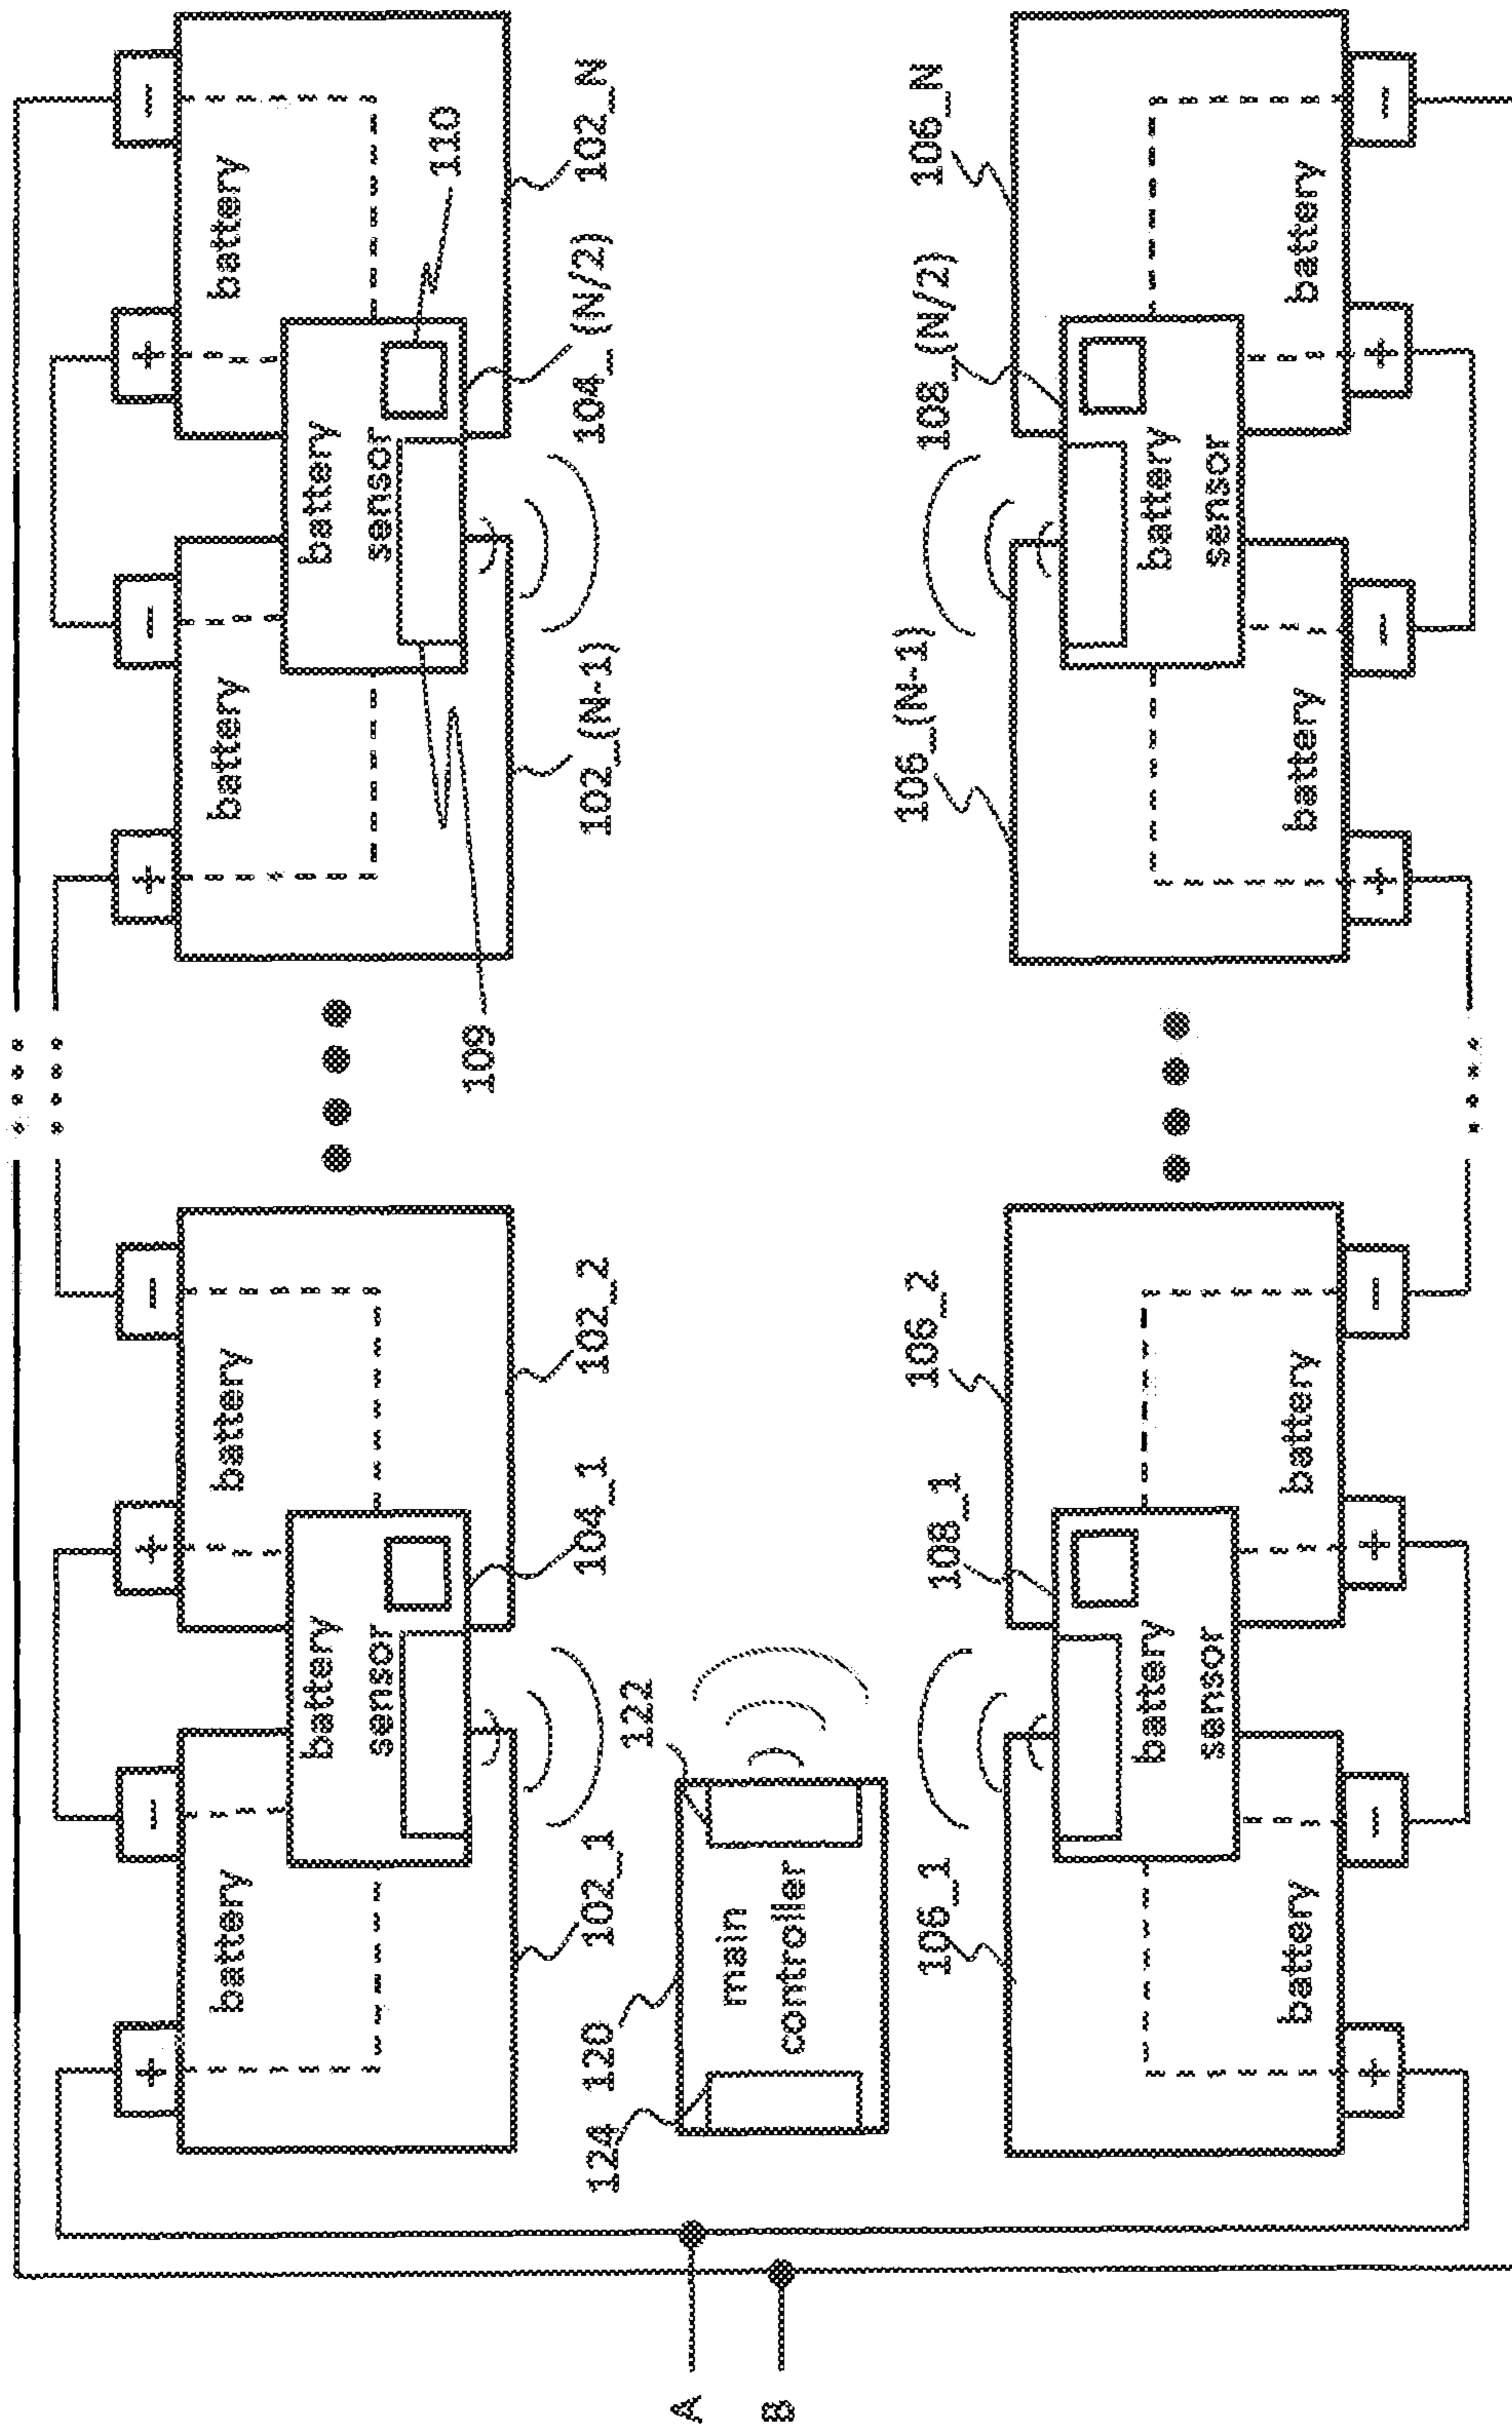 +
-
+
-
+
-
+
-
battery
battery
battery
battery
battery
sensor
battery
sensor
110
109
102_1
104_1
102_2
102_(N-1)
104_(N/2)
102_N
124
120
122
main
controller
A
B
106_1
108_1
106_2
106_(N-1)
108_(N/2)
106_N
battery
sensor
battery
sensor
battery
battery
battery
battery
+
-
+
-
+
-
+
-